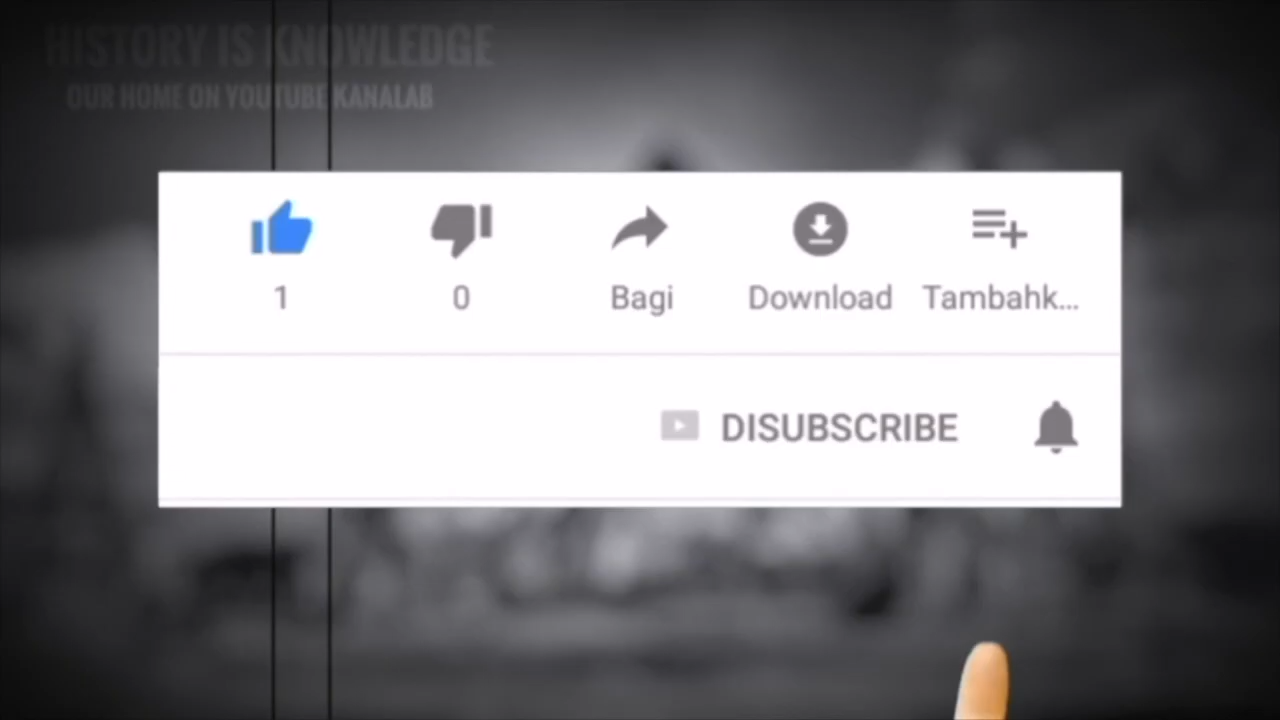 HISTORY IS KNOWLEDGE
OUR HOME ON YOUTUBE KANALAB
1 0 Bagi Download Tambahk...
DISUBSCRIBE